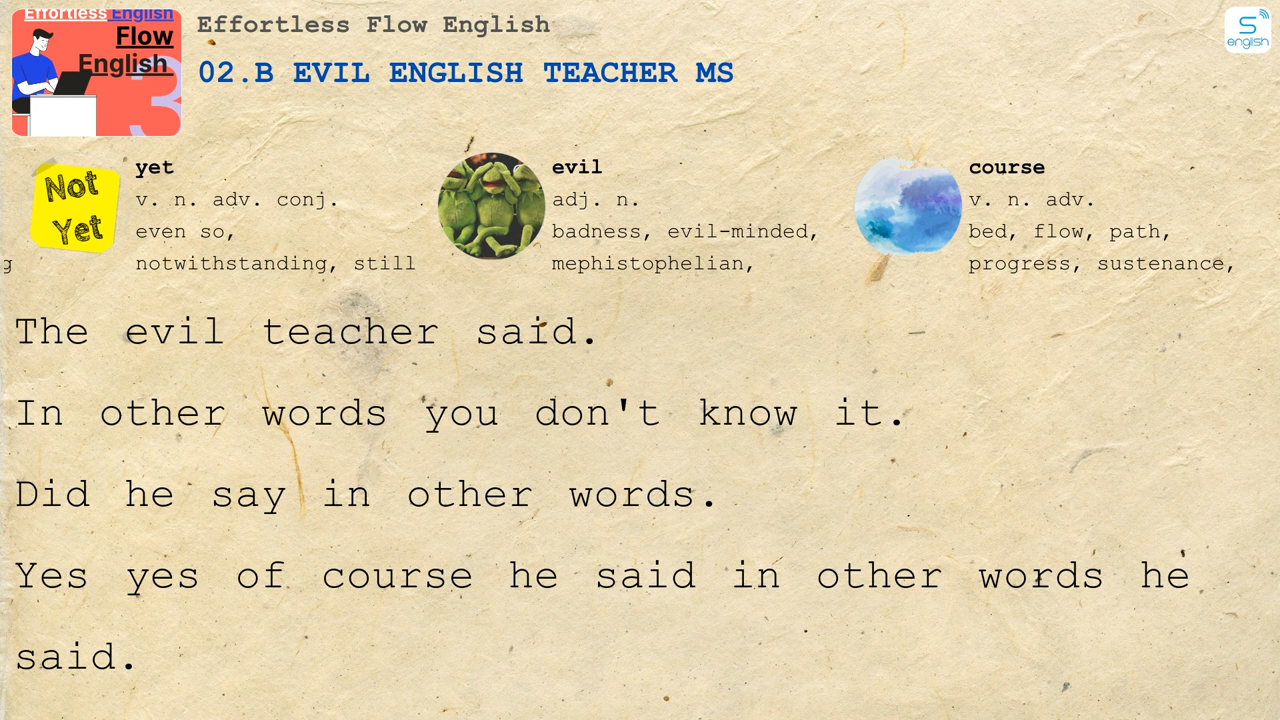 Effortless English
Flow
English
3
Effortless Flow English
02.B EVIL ENGLISH TEACHER MS
S
english
Not
Yet
yet
v. n. adv. conj.
even so,
notwithstanding, still
evil
adj. n.
badness, evil-minded,
mephistophelian,
course
v. n. adv.
bed, flow, path,
progress, sustenance,
g
The evil teacher said.
In other words you don't know it.
Did he say in other words.
Yes yes of course he said in other words he
said.